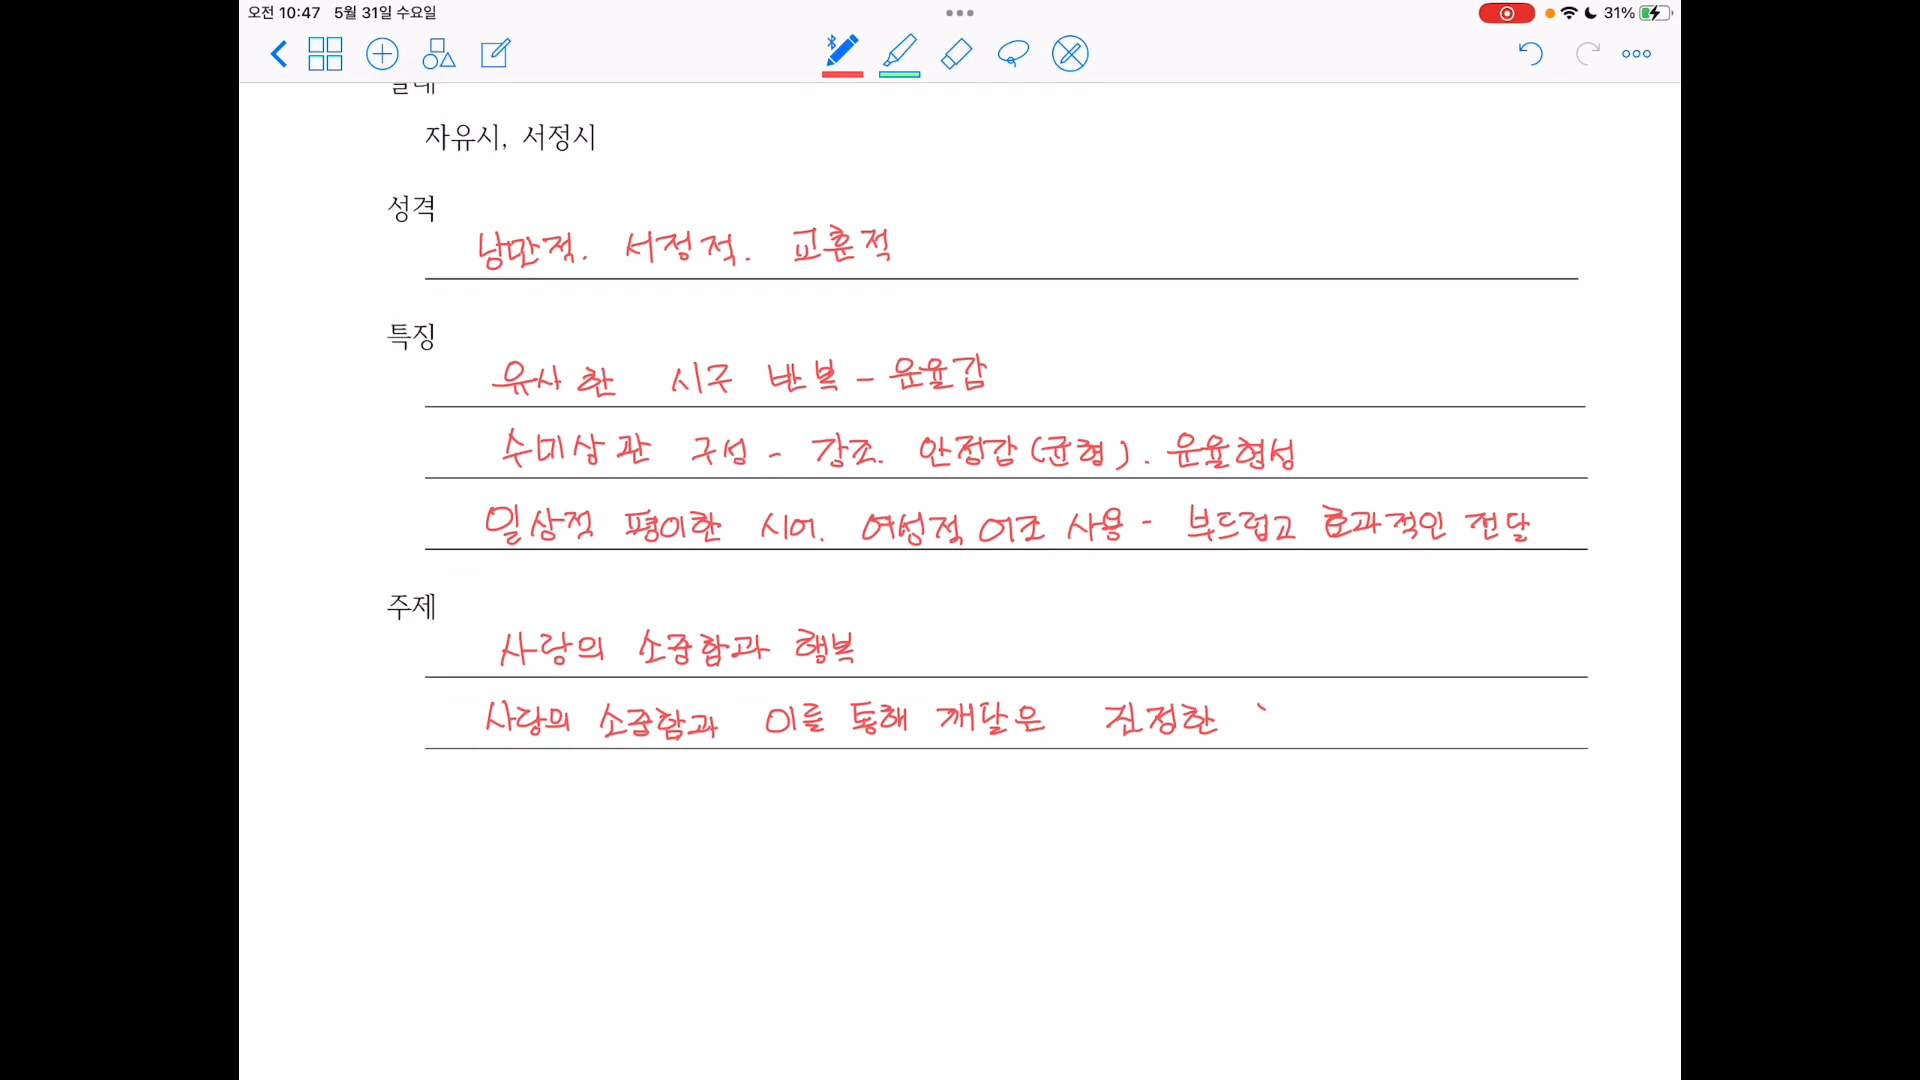 오전 10:47 5월 31일 수요일
31%
자유시, 서정시
성격
낭만적. 서정적. 교훈적
특징
유사한 시구 반복 - 운율감
수미상관 구성 - 강조. 안정감(균형). 운율형성
일상적 평이한 시어. 여성적 어조 사용 - 부드럽고 효과적인 전달
주제
사랑의 소중함과 행복
사랑의 소중함과 이를 통해 깨달은 진정한